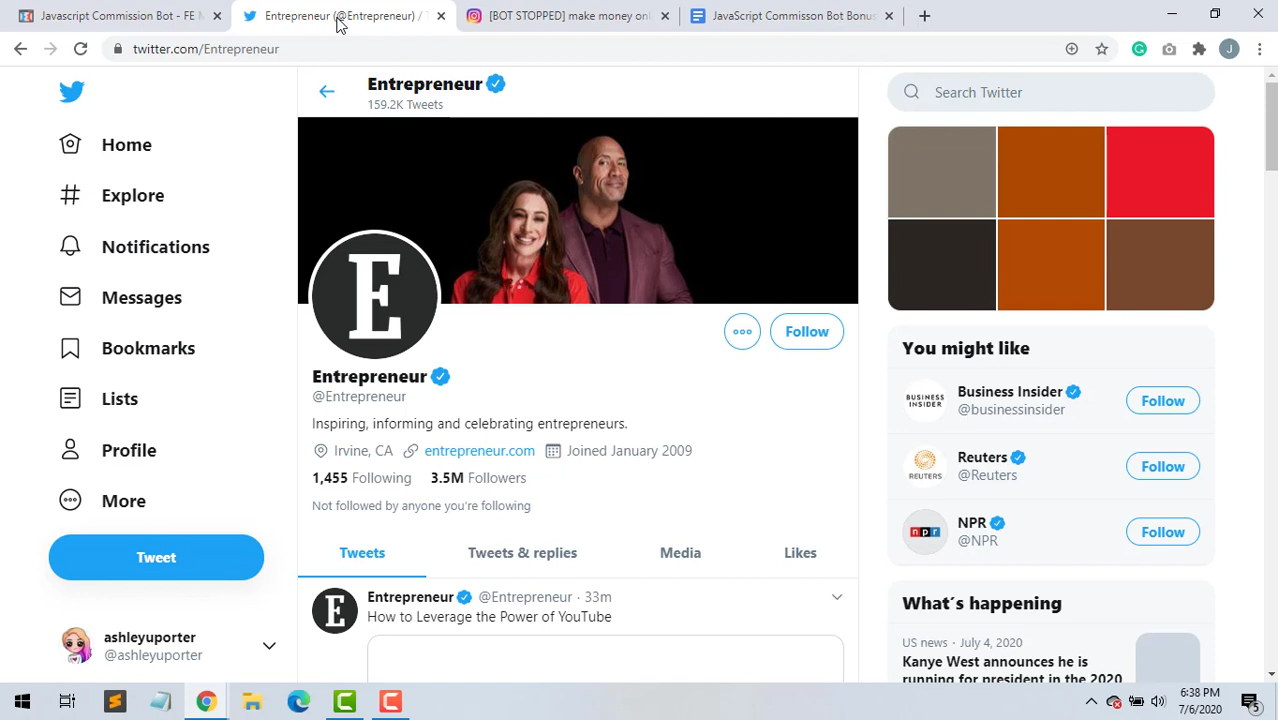 JavaScript Commission Bot - FE M
Entrepreneur (@Entrepreneur) / T
[BOT STOPPED] make money onl
JavaScript Commisson Bot Bonus
twitter.com/Entrepreneur
J
Entrepreneur
159.2K Tweets
Search Twitter
Home
Explore
Notifications
Messages
Bookmarks
Lists
Profile
More
Tweet
ashleyuporter
@ashleyuporter
E
Follow
Entrepreneur
@Entrepreneur
Inspiring, informing and celebrating entrepreneurs.
Irvine, CA entrepreneur.com Joined January 2009
1,455 Following 3.5M Followers
Not followed by anyone you're following
Tweets Tweets & replies Media Likes
E
Entrepreneur @Entrepreneur · 33m
How to Leverage the Power of YouTube
You might like
BUSINESS INSIDER
Business Insider
@businessinsider
Follow
REUTERS
Reuters
@Reuters
Follow
npr
NPR
@NPR
Follow
What's happening
US news · July 4, 2020
Kanye West announces he is
running for president in the 2020
6:38 PM
7/6/2020
5